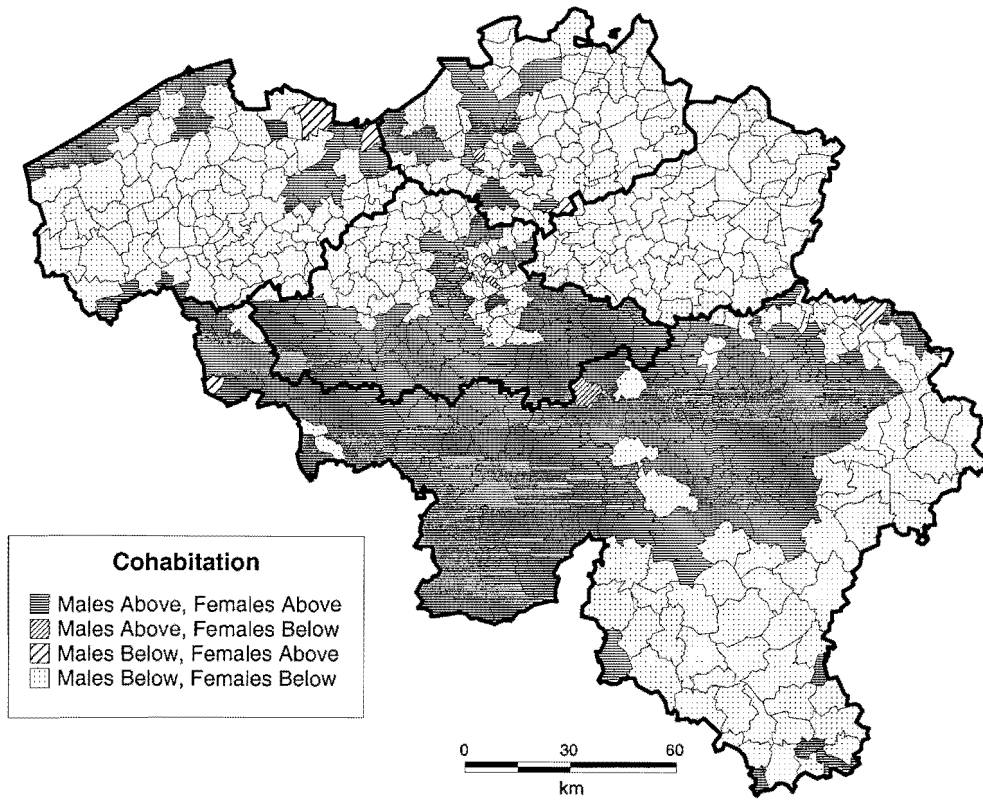 Cohabitation
Males Above, Females Above
Males Above, Females Below
Males Below, Females Above
Males Below, Females Below
0 30 60
km